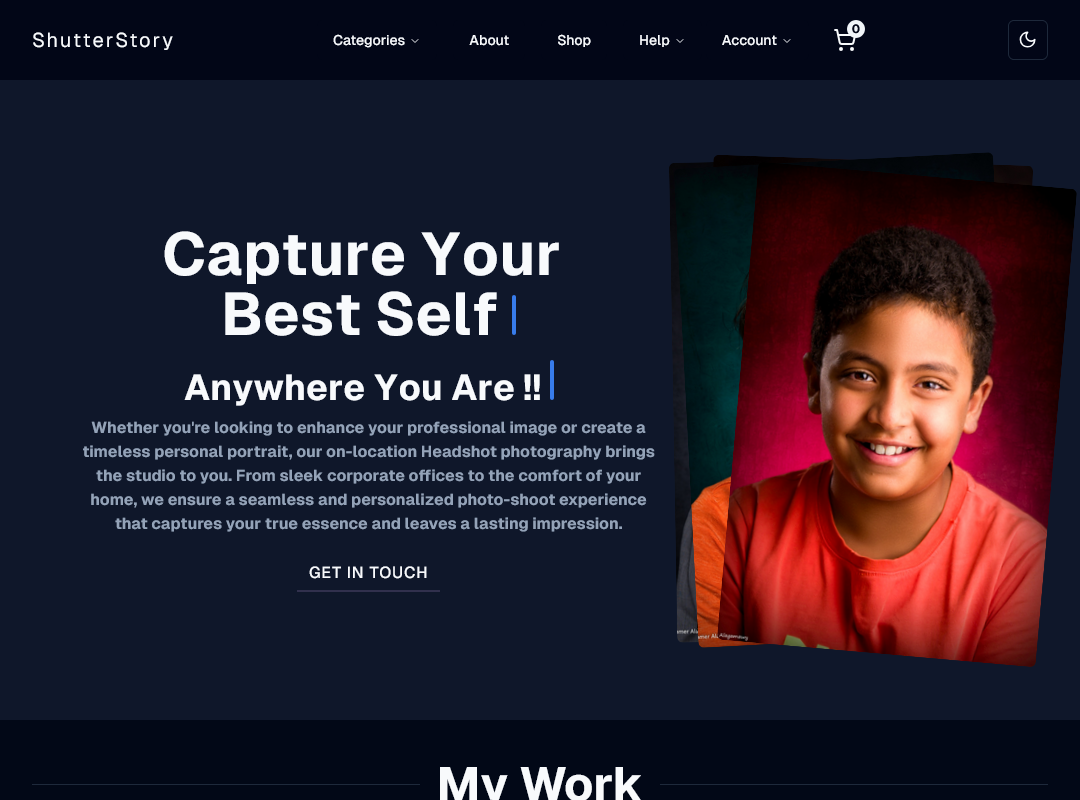 ShutterStory
Categories
About
Shop
Help
Account
0
Capture Your
Best Self
Anywhere You Are !!
Whether you're looking to enhance your professional image or create a
timeless personal portrait, our on-location Headshot photography brings
the studio to you. From sleek corporate offices to the comfort of your
home, we ensure a seamless and personalized photo-shoot experience
that captures your true essence and leaves a lasting impression.
GET IN TOUCH
My Work